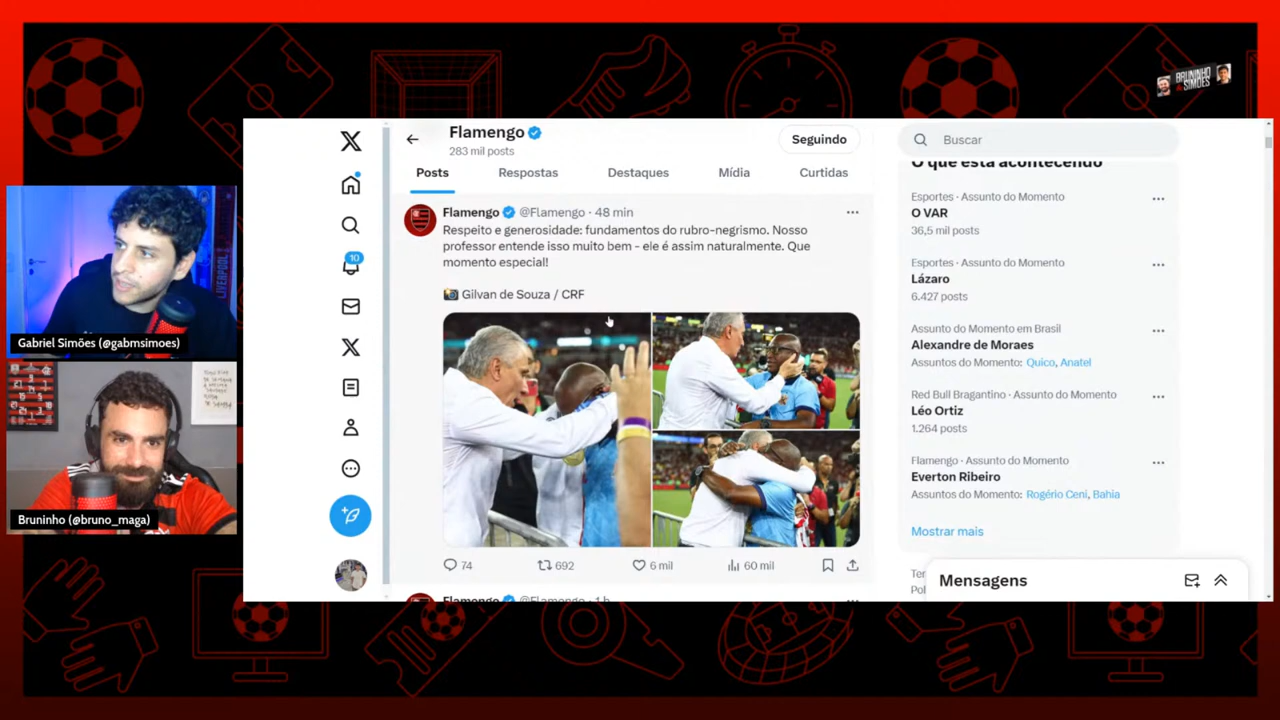 BRUNINHO
SIMÕES
LIVERPOOL
Gabriel Simões (@gabmsimoes)
Bruninho (@bruno_maga)
10
Flamengo
283 mil posts
Seguindo
Posts
Respostas
Destaques
Mídia
Curtidas
Flamengo @Flamengo · 48 min
Respeito e generosidade: fundamentos do rubro-negrismo. Nosso
professor entende isso muito bem - ele é assim naturalmente. Que
momento especial!
Gilvan de Souza / CRF
74
692
6 mil
60 mil
Flamengo @Flamengo · 1 h
Buscar
O que está acontecendo
Esportes · Assunto do Momento
O VAR
36,5 mil posts
Esportes · Assunto do Momento
Lázaro
6.427 posts
Assunto do Momento em Brasil
Alexandre de Moraes
Assuntos do Momento: Quico, Anatel
Red Bull Bragantino · Assunto do Momento
Léo Ortiz
1.264 posts
Flamengo · Assunto do Momento
Everton Ribeiro
Assuntos do Momento: Rogério Ceni, Bahia
Mostrar mais
Mensagens